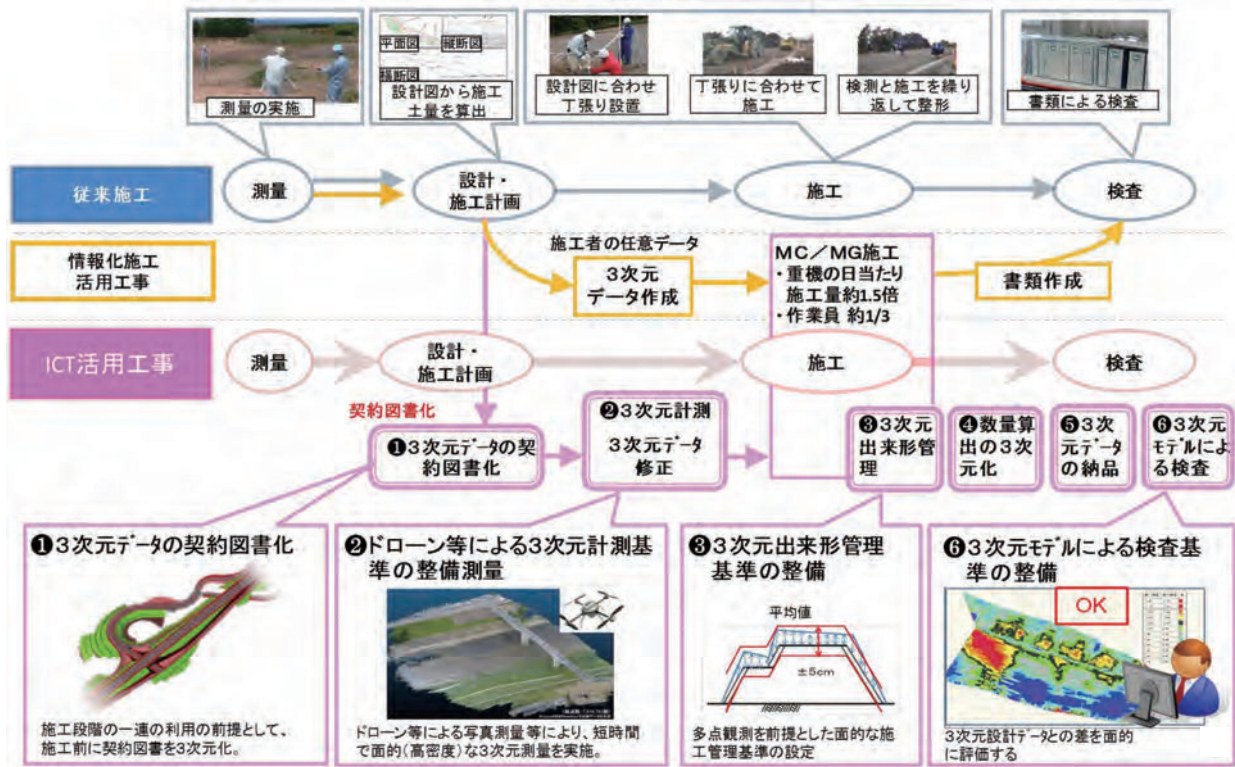 測量の実施
平面図
縦断図
横断図
設計図から施工
土量を算出
設計図に合わせ
丁張り設置
丁張りに合わせて
施工
検測と施工を繰り
返して整形
書類による検査
従来施工
測量
設計・
施工計画
施工
検査
情報化施工
活用工事
施工者の任意データ
3次元
データ作成
MC/MG施工
・重機の日当たり
施工量約1.5倍
・作業員 約1/3
書類作成
ICT活用工事
測量
設計・
施工計画
施工
検査
契約図書化
❶3次元データの契
約図書化
❷3次元計測
3次元データ
修正
❸3次元
出来形管
理
❹数量算
出の3次
元化
❺3次
元データ
の納品
❻3次元
モデルによ
る検査
❶3次元データの契約図書化
施工段階の一連の利用の前提として、
施工前に契約図書を3次元化。
❷ドローン等による3次元計測基
準の整備測量
ドローン等による写真測量等により、短時間
で面的(高密度)な3次元測量を実施。
❸3次元出来形管理
基準の整備
平均値
±5cm
多点観測を前提とした面的な施
工管理基準の設定
❻3次元モデルによる検査基
準の整備
OK
3次元設計データとの差を面的
に評価する